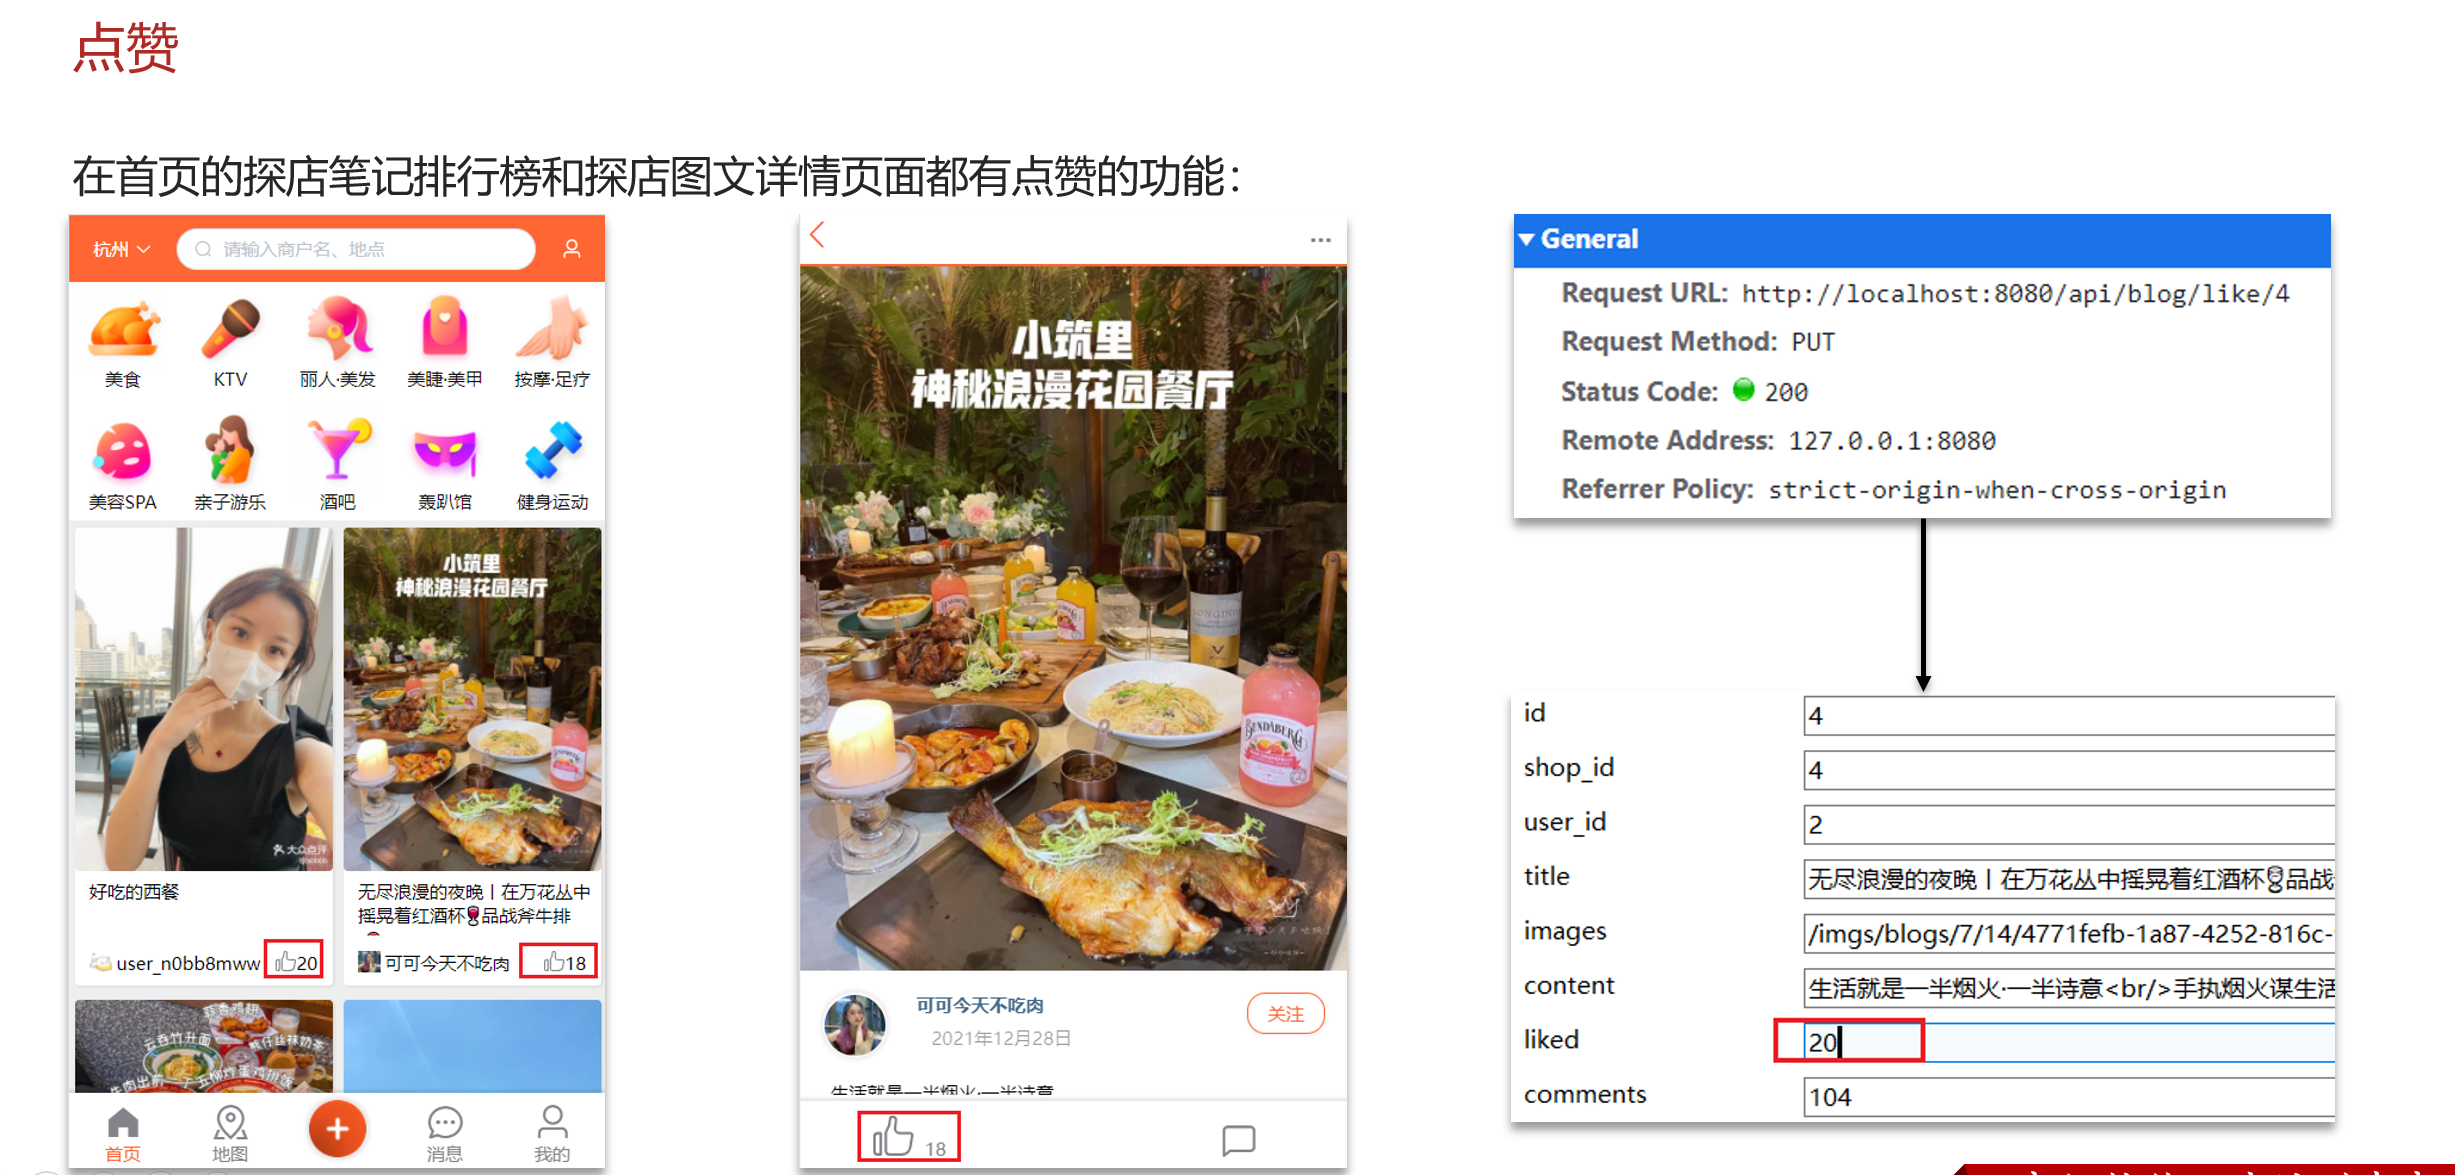 点赞
在首页的探店笔记排行榜和探店图文详情页面都有点赞的功能：
杭州
请输入商户名、地点
美食
KTV
丽人·美发
美睫·美甲
按摩·足疗
美容SPA
亲子游乐
酒吧
轰趴馆
健身运动
大众点评
小筑里
神秘浪漫花园餐厅
好吃的西餐
无尽浪漫的夜晚丨在万花丛中
摇晃着红酒杯🍷品战斧牛排
user_n0bb8mww
20
可可今天不吃肉
18
首页
地图
消息
我的
小筑里
神秘浪漫花园餐厅
BUNDABERG
可可今天不吃肉
2021年12月28日
关注
生活就是一半烟火·一半诗意
18
General
Request URL: http://localhost:8080/api/blog/like/4
Request Method: PUT
Status Code: 200
Remote Address: 127.0.0.1:8080
Referrer Policy: strict-origin-when-cross-origin
id 4
shop_id 4
user_id 2
title 无尽浪漫的夜晚丨在万花丛中摇晃着红酒杯🍷品战
images /imgs/blogs/7/14/4771fefb-1a87-4252-816c-
content 生活就是一半烟火·一半诗意<br/>手执烟火谋生活
liked 20
comments 104